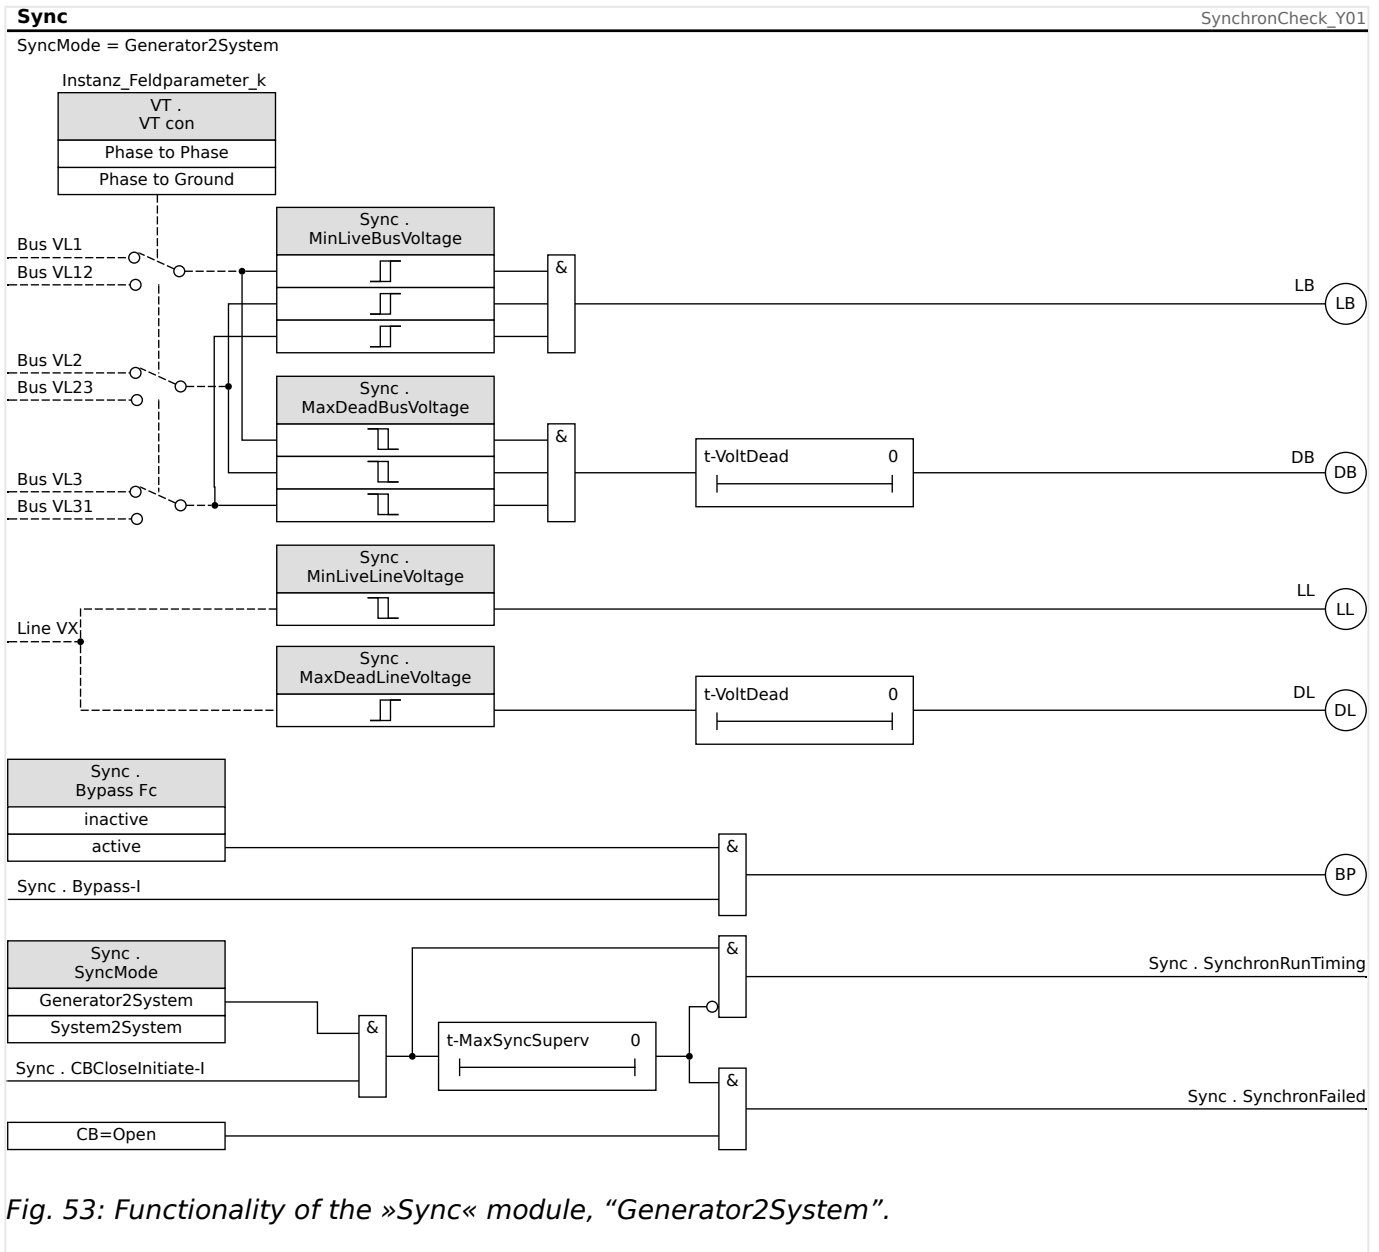 Sync
SynchronCheck_Y01
SyncMode = Generator2System
Instanz_Feldparameter_k
VT .
VT con
Phase to Phase
Phase to Ground
Bus VL1
Bus VL12
Bus VL2
Bus VL23
Bus VL3
Bus VL31
Sync .
MinLiveBusVoltage
&
LB
LB
Sync .
MaxDeadBusVoltage
&
t-VoltDead 0
DB
DB
Sync .
MinLiveLineVoltage
LL
LL
Line VX
Sync .
MaxDeadLineVoltage
t-VoltDead 0
DL
DL
Sync .
Bypass Fc
inactive
active
Sync . Bypass-I
&
BP
Sync .
SyncMode
Generator2System
System2System
Sync . CBCloseInitiate-I
&
t-MaxSyncSuperv 0
&
Sync . SynchronRunTiming
&
Sync . SynchronFailed
CB=Open
Fig. 53: Functionality of the »Sync« module, “Generator2System”.